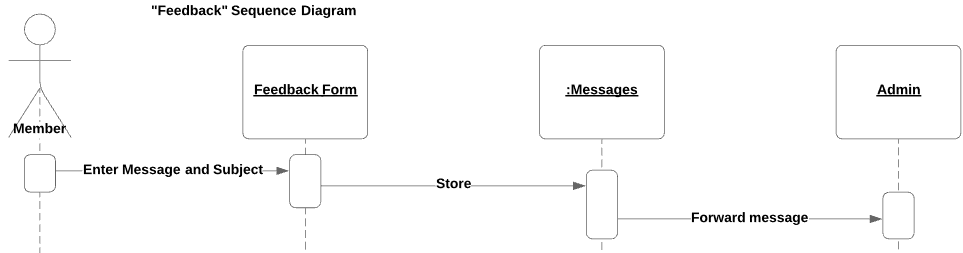 "Feedback" Sequence Diagram
Feedback Form
:Messages
Admin
Member
Enter Message and Subject
Store
Forward message